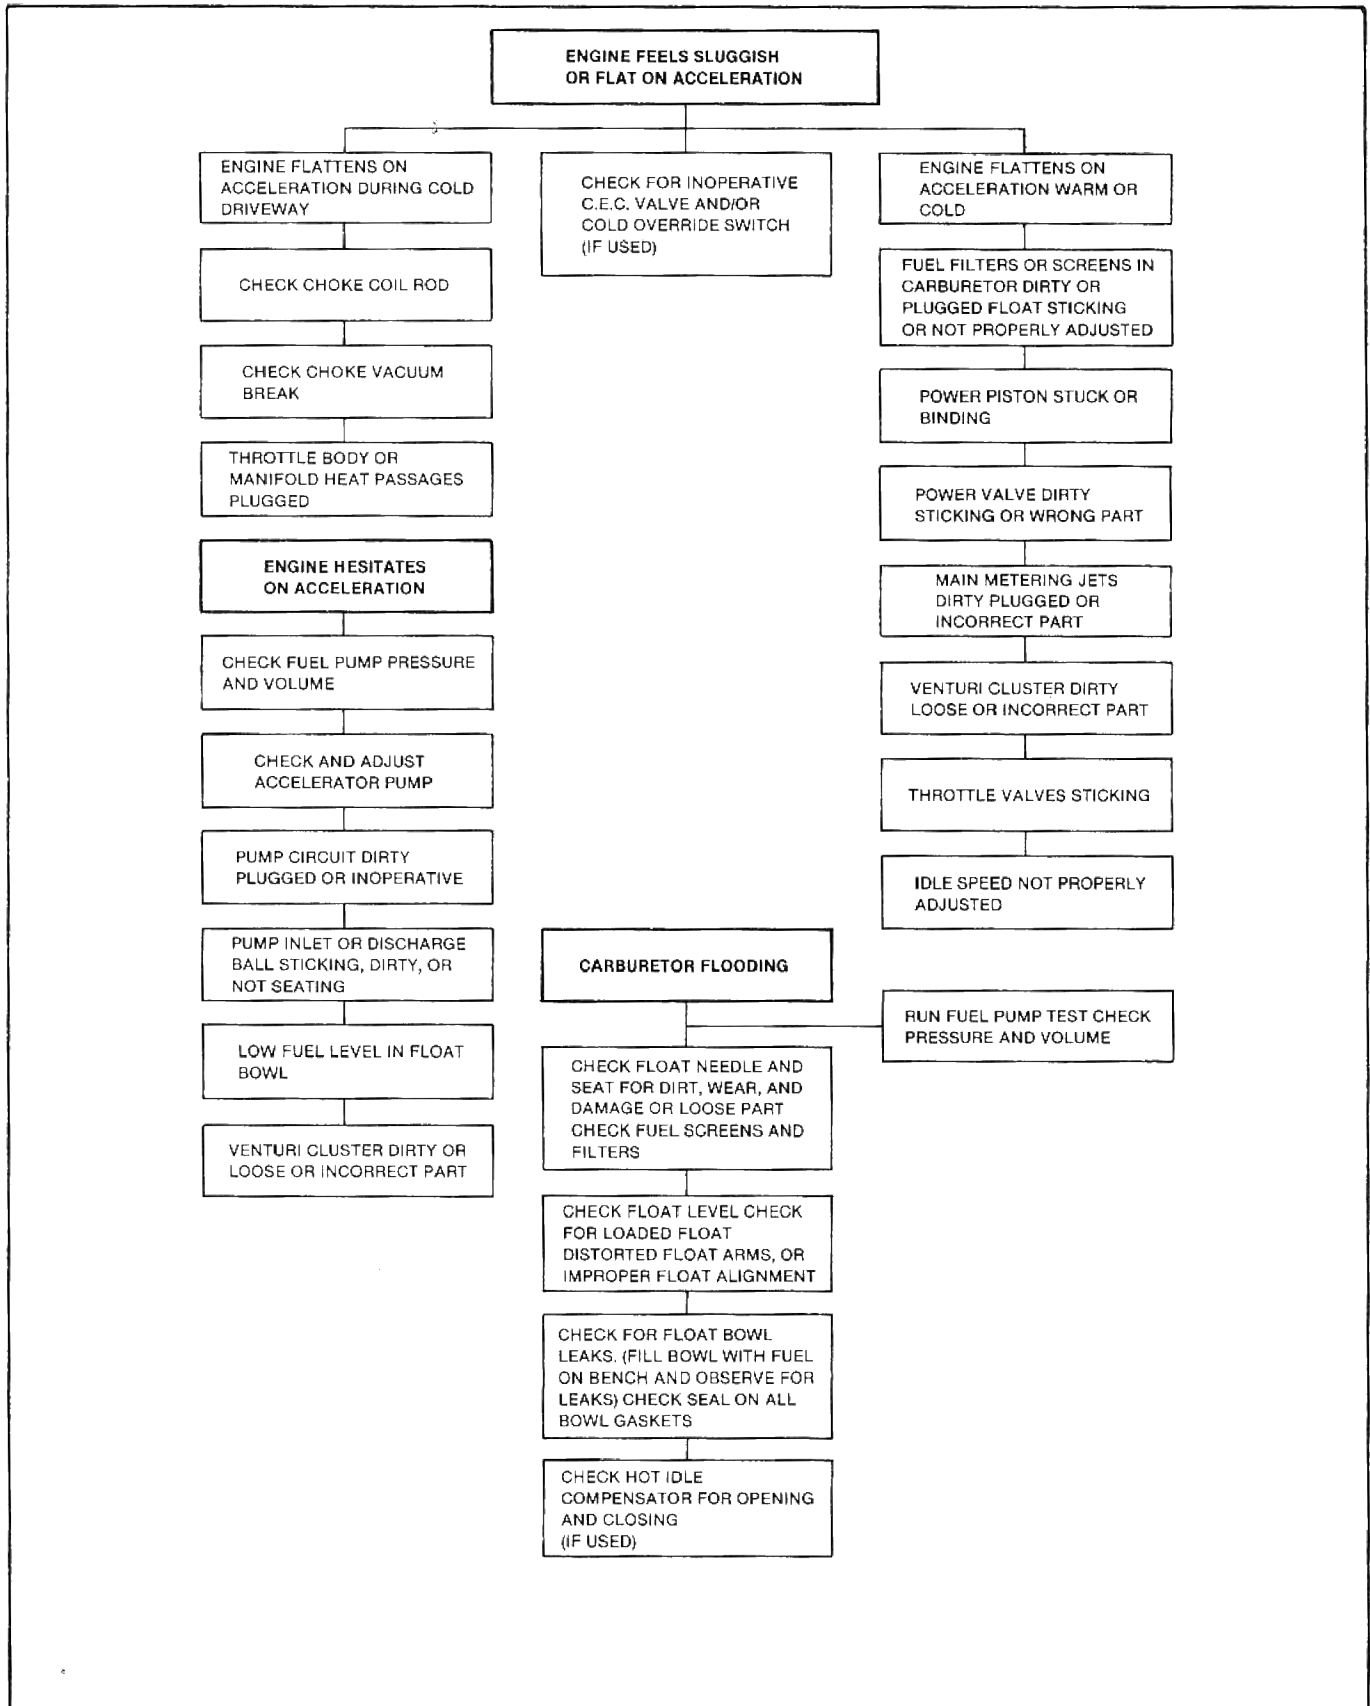 ENGINE FEELS SLUGGISH
OR FLAT ON ACCELERATION
ENGINE FLATTENS ON
ACCELERATION DURING COLD
DRIVEWAY
CHECK CHOKE COIL ROD
CHECK CHOKE VACUUM
BREAK
THROTTLE BODY OR
MANIFOLD HEAT PASSAGES
PLUGGED
CHECK FOR INOPERATIVE
C.E.C. VALVE AND/OR
COLD OVERRIDE SWITCH
(IF USED)
ENGINE FLATTENS ON
ACCELERATION WARM OR
COLD
FUEL FILTERS OR SCREENS IN
CARBURETOR DIRTY OR
PLUGGED FLOAT STICKING
OR NOT PROPERLY ADJUSTED
POWER PISTON STUCK OR
BINDING
POWER VALVE DIRTY
STICKING OR WRONG PART
MAIN METERING JETS
DIRTY PLUGGED OR
INCORRECT PART
VENTURI CLUSTER DIRTY
LOOSE OR INCORRECT PART
THROTTLE VALVES STICKING
IDLE SPEED NOT PROPERLY
ADJUSTED
ENGINE HESITATES
ON ACCELERATION
CHECK FUEL PUMP PRESSURE
AND VOLUME
CHECK AND ADJUST
ACCELERATOR PUMP
PUMP CIRCUIT DIRTY
PLUGGED OR INOPERATIVE
PUMP INLET OR DISCHARGE
BALL STICKING, DIRTY, OR
NOT SEATING
LOW FUEL LEVEL IN FLOAT
BOWL
VENTURI CLUSTER DIRTY OR
LOOSE OR INCORRECT PART
CARBURETOR FLOODING
RUN FUEL PUMP TEST CHECK
PRESSURE AND VOLUME
CHECK FLOAT NEEDLE AND
SEAT FOR DIRT, WEAR, AND
DAMAGE OR LOOSE PART
CHECK FUEL SCREENS AND
FILTERS
CHECK FLOAT LEVEL CHECK
FOR LOADED FLOAT
DISTORTED FLOAT ARMS, OR
IMPROPER FLOAT ALIGNMENT
CHECK FOR FLOAT BOWL
LEAKS. (FILL BOWL WITH FUEL
ON BENCH AND OBSERVE FOR
LEAKS) CHECK SEAL ON ALL
BOWL GASKETS
CHECK HOT IDLE
COMPENSATOR FOR OPENING
AND CLOSING
(IF USED)